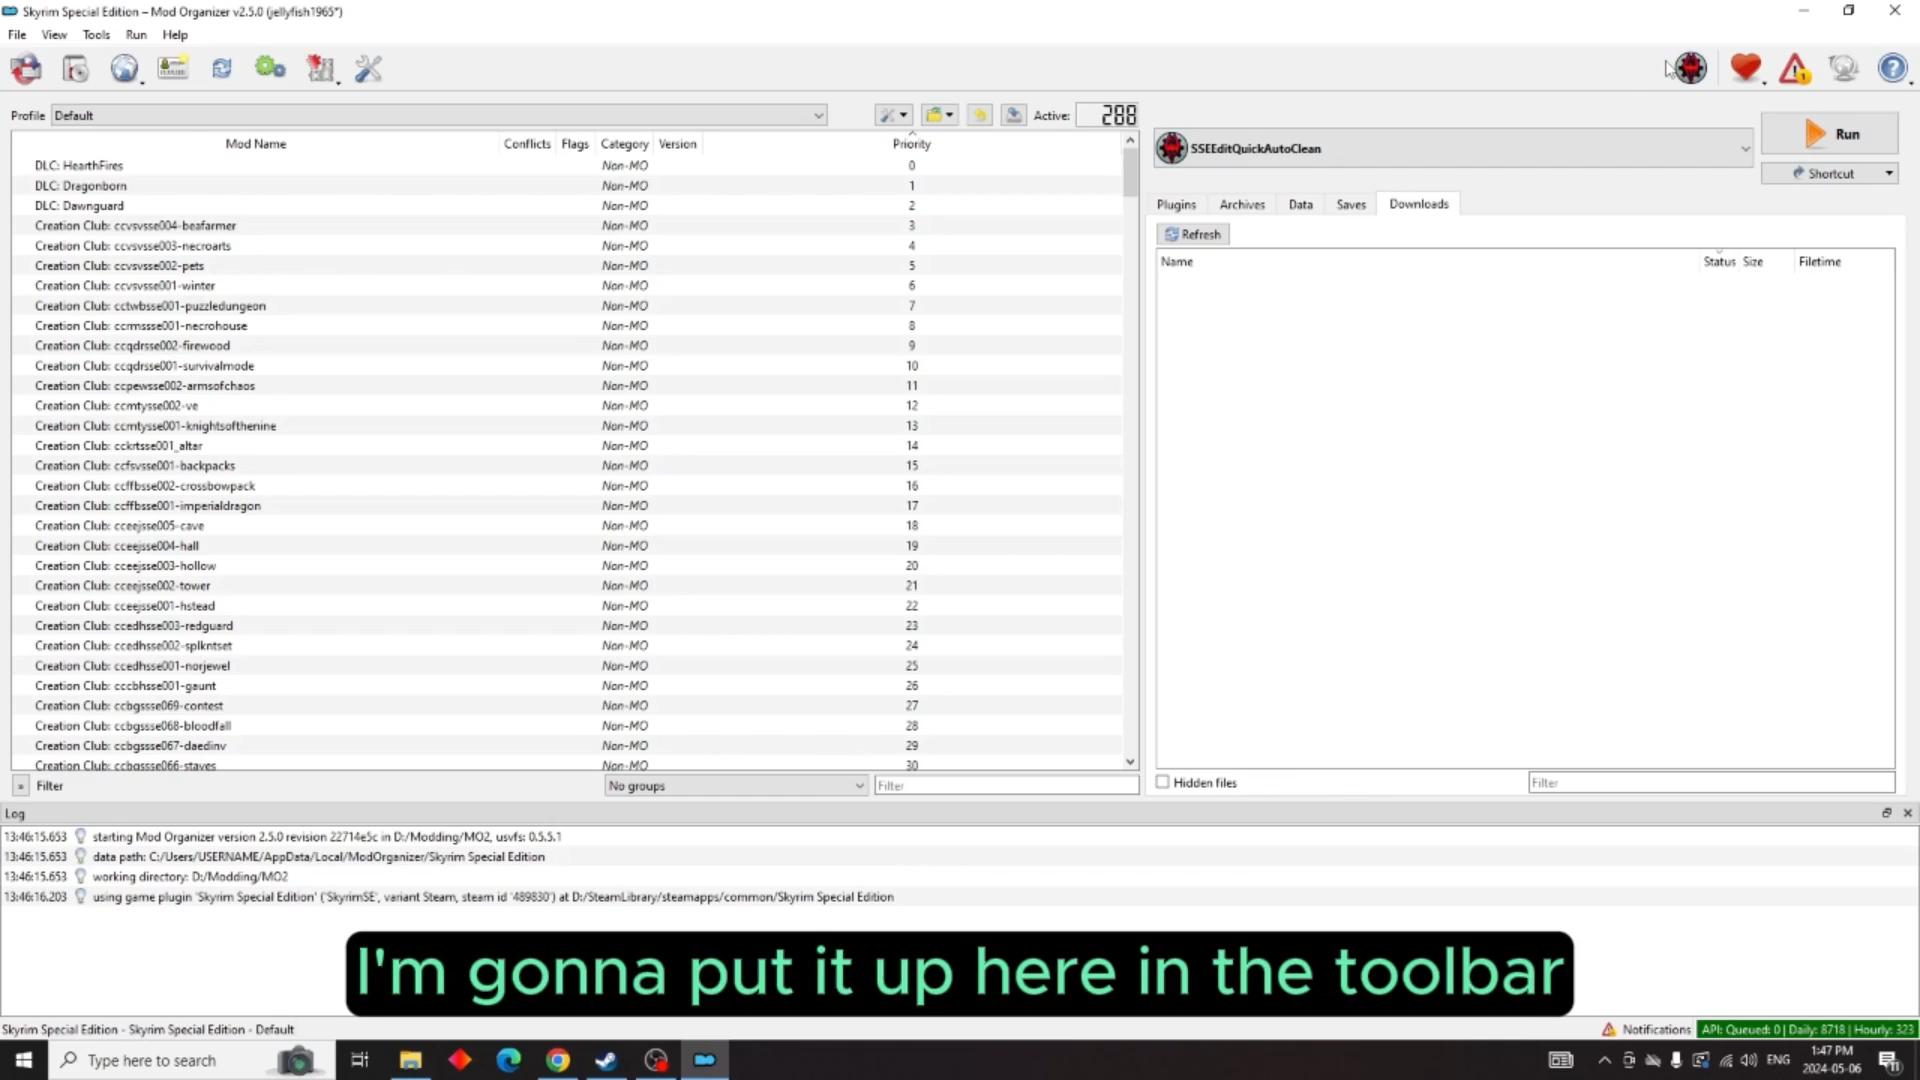 Skyrim Special Edition – Mod Organizer v2.5.0 (jellyfish1965*)
File View Tools Run Help
Profile Default Active: 288
Mod Name Conflicts Flags Category Version Priority
DLC: HearthFires Non-MO 0
DLC: Dragonborn Non-MO 1
DLC: Dawnguard Non-MO 2
Creation Club: ccvsvsse004-beafarmer Non-MO 3
Creation Club: ccvsvsse003-necroarts Non-MO 4
Creation Club: ccvsvsse002-pets Non-MO 5
Creation Club: ccvsvsse001-winter Non-MO 6
Creation Club: cctwbsse001-puzzledungeon Non-MO 7
Creation Club: ccrmssse001-necrohouse Non-MO 8
Creation Club: ccqdrsse002-firewood Non-MO 9
Creation Club: ccqdrsse001-survivalmode Non-MO 10
Creation Club: ccpewsse002-armsofchaos Non-MO 11
Creation Club: ccmtysse002-ve Non-MO 12
Creation Club: ccmtysse001-knightsofthenine Non-MO 13
Creation Club: cckrtsse001_altar Non-MO 14
Creation Club: ccfsvsse001-backpacks Non-MO 15
Creation Club: ccffbsse002-crossbowpack Non-MO 16
Creation Club: ccffbsse001-imperialdragon Non-MO 17
Creation Club: cceejsse005-cave Non-MO 18
Creation Club: cceejsse004-hall Non-MO 19
Creation Club: cceejsse003-hollow Non-MO 20
Creation Club: cceejsse002-tower Non-MO 21
Creation Club: cceejsse001-hstead Non-MO 22
Creation Club: ccedhsse003-redguard Non-MO 23
Creation Club: ccedhsse002-splkntset Non-MO 24
Creation Club: ccedhsse001-norjewel Non-MO 25
Creation Club: cccbhsse001-gaunt Non-MO 26
Creation Club: ccbgssse069-contest Non-MO 27
Creation Club: ccbgssse068-bloodfall Non-MO 28
Creation Club: ccbgssse067-daedinv Non-MO 29
Creation Club: ccbgssse066-staves Non-MO 30
» Filter No groups Filter
SSEEditQuickAutoClean
Run
Shortcut
Plugins Archives Data Saves Downloads
Refresh
Name Status Size Filetime
Hidden files Filter
Log
13:46:15.653 starting Mod Organizer version 2.5.0 revision 22714e5c in D:/Modding/MO2, usvfs: 0.5.5.1
13:46:15.653 data path: C:/Users/USERNAME/AppData/Local/ModOrganizer/Skyrim Special Edition
13:46:15.653 working directory: D:/Modding/MO2
13:46:16.203 using game plugin 'Skyrim Special Edition' ('SkyrimSE', variant Steam, steam id '489830') at D:/SteamLibrary/steamapps/common/Skyrim Special Edition
I'm gonna put it up here in the toolbar
Skyrim Special Edition - Skyrim Special Edition - Default Notifications API: Queued: 0 | Daily: 8718 | Hourly: 323
Type here to search ENG 1:47 PM
2024-05-06 11